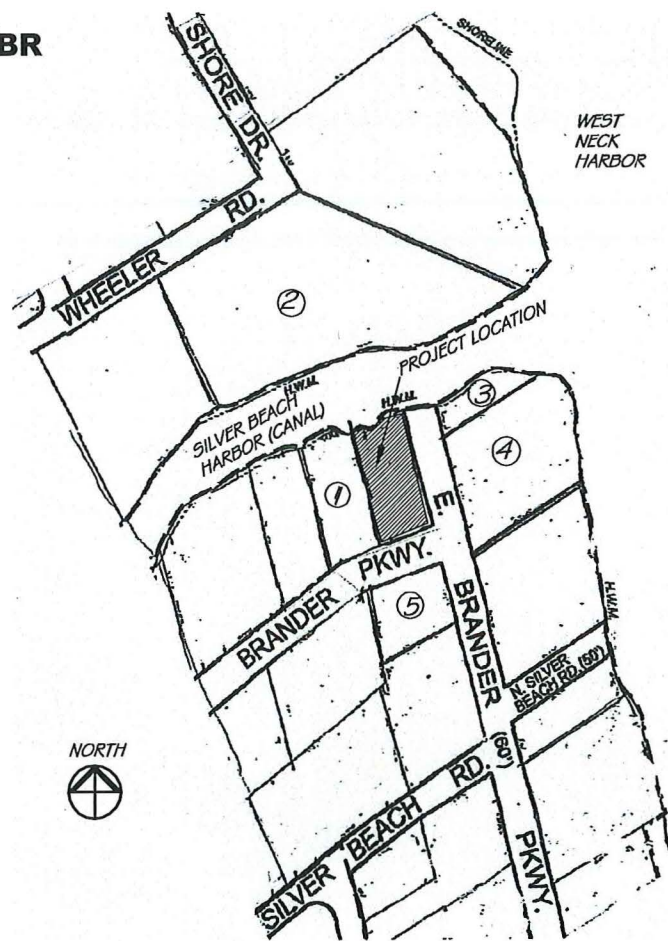 BR
SHORE DR.
SHORELINE
WEST
NECK
HARBOR
WHEELER RD.
②
PROJECT LOCATION
H.W.M.
H.W.M.
SILVER BEACH
HARBOR (CANAL)
③
④
①
E. BRANDER PKWY.
BRANDER PKWY.
⑤
H.W.M.
N. SILVER
BEACH RD. (50')
(60')
NORTH
SILVER BEACH RD.